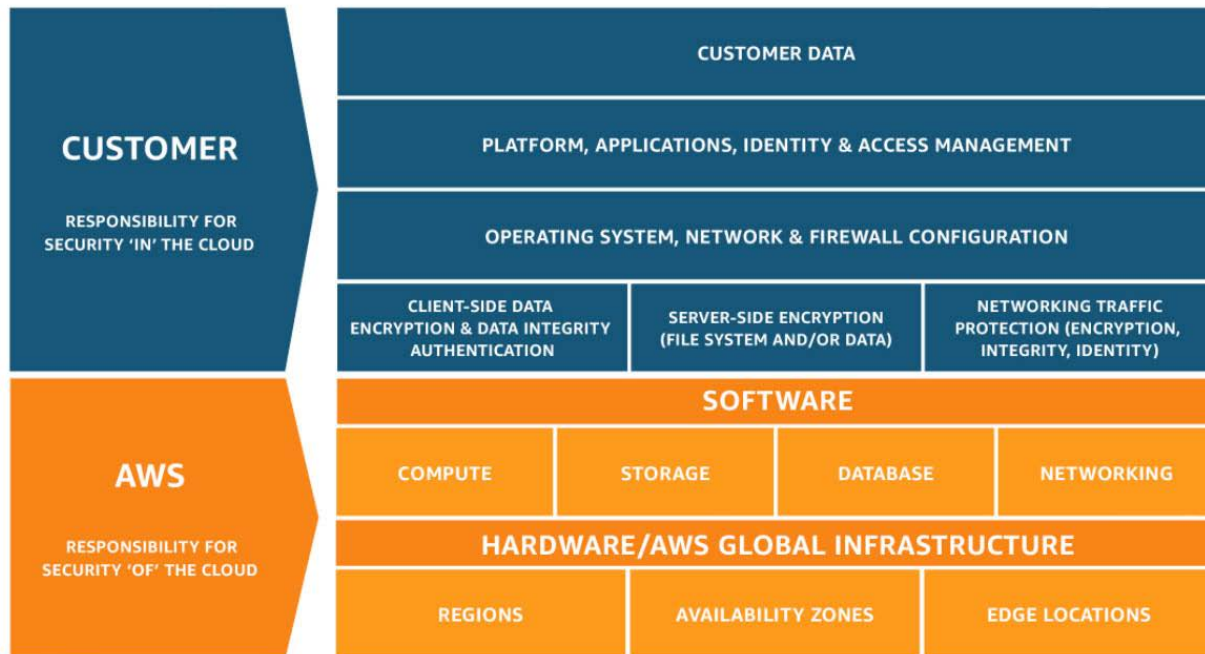 CUSTOMER
RESPONSIBILITY FOR
SECURITY ‘IN’ THE CLOUD
CUSTOMER DATA
PLATFORM, APPLICATIONS, IDENTITY & ACCESS MANAGEMENT
OPERATING SYSTEM, NETWORK & FIREWALL CONFIGURATION
CLIENT-SIDE DATA
ENCRYPTION & DATA INTEGRITY
AUTHENTICATION
SERVER-SIDE ENCRYPTION
(FILE SYSTEM AND/OR DATA)
NETWORKING TRAFFIC
PROTECTION (ENCRYPTION,
INTEGRITY, IDENTITY)
AWS
RESPONSIBILITY FOR
SECURITY ‘OF’ THE CLOUD
SOFTWARE
COMPUTE
STORAGE
DATABASE
NETWORKING
HARDWARE/AWS GLOBAL INFRASTRUCTURE
REGIONS
AVAILABILITY ZONES
EDGE LOCATIONS